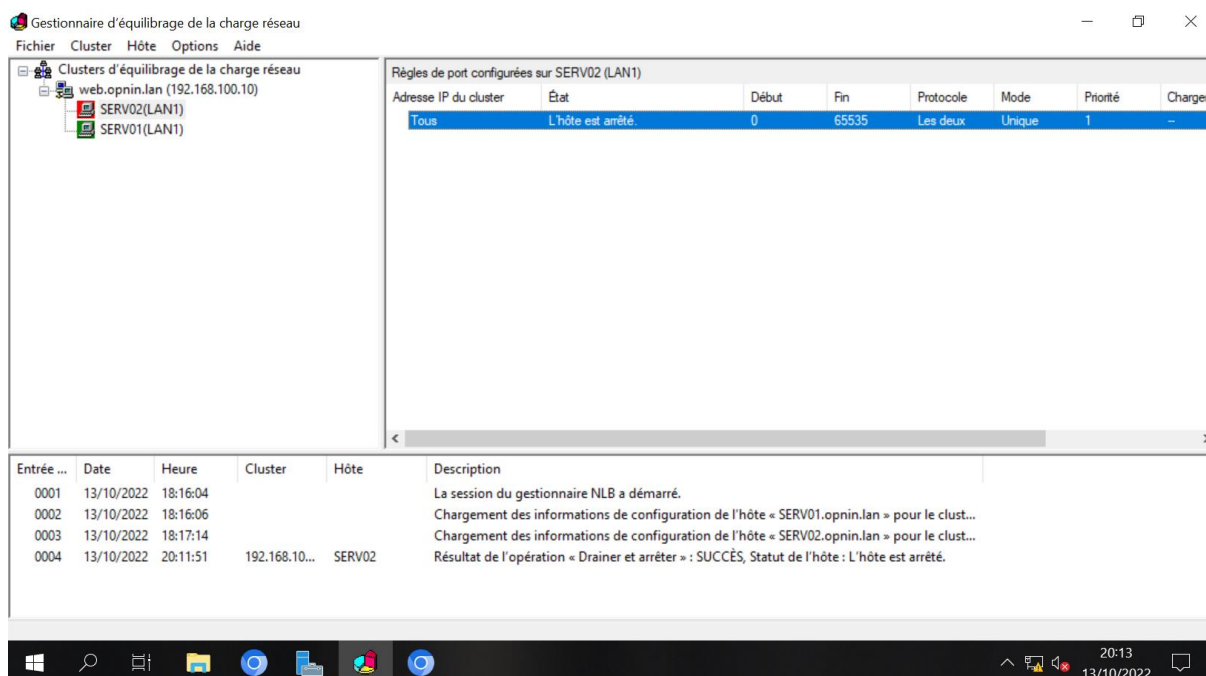 Gestionnaire d'équilibrage de la charge réseau
Fichier Cluster Hôte Options Aide
Clusters d'équilibrage de la charge réseau
web.opnin.lan (192.168.100.10)
SERV02(LAN1)
SERV01(LAN1)
Règles de port configurées sur SERV02 (LAN1)
Adresse IP du cluster État Début Fin Protocole Mode Priorité Charge
Tous L'hôte est arrêté. 0 65535 Les deux Unique 1 --
Entrée ... Date Heure Cluster Hôte Description
0001 13/10/2022 18:16:04 La session du gestionnaire NLB a démarré.
0002 13/10/2022 18:16:06 Chargement des informations de configuration de l'hôte « SERV01.opnin.lan » pour le clust...
0003 13/10/2022 18:17:14 Chargement des informations de configuration de l'hôte « SERV02.opnin.lan » pour le clust...
0004 13/10/2022 20:11:51 192.168.10... SERV02 Résultat de l'opération « Drainer et arrêter » : SUCCÈS, Statut de l'hôte : L'hôte est arrêté.
20:13
13/10/2022